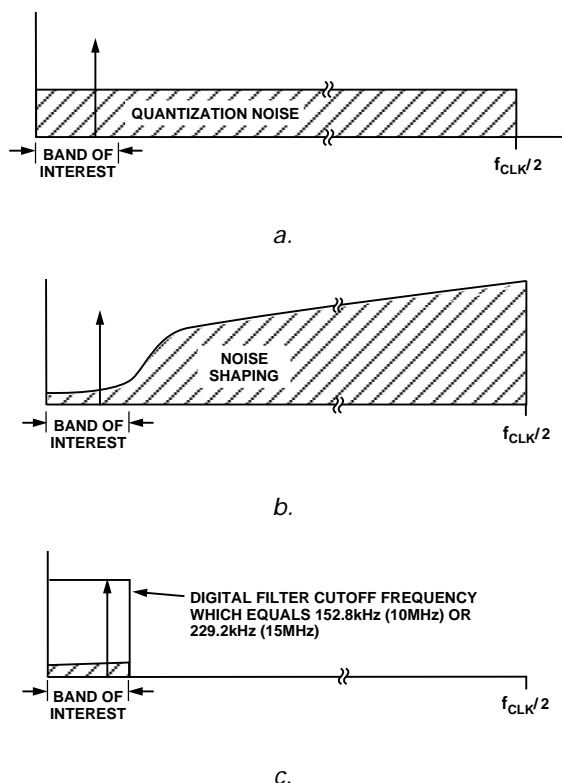 QUANTIZATION NOISE
BAND OF
INTEREST
fCLK/2
a.
NOISE
SHAPING
BAND OF
INTEREST
fCLK/2
b.
DIGITAL FILTER CUTOFF FREQUENCY
WHICH EQUALS 152.8kHz (10MHz) OR
229.2kHz (15MHz)
BAND OF
INTEREST
fCLK/2
c.